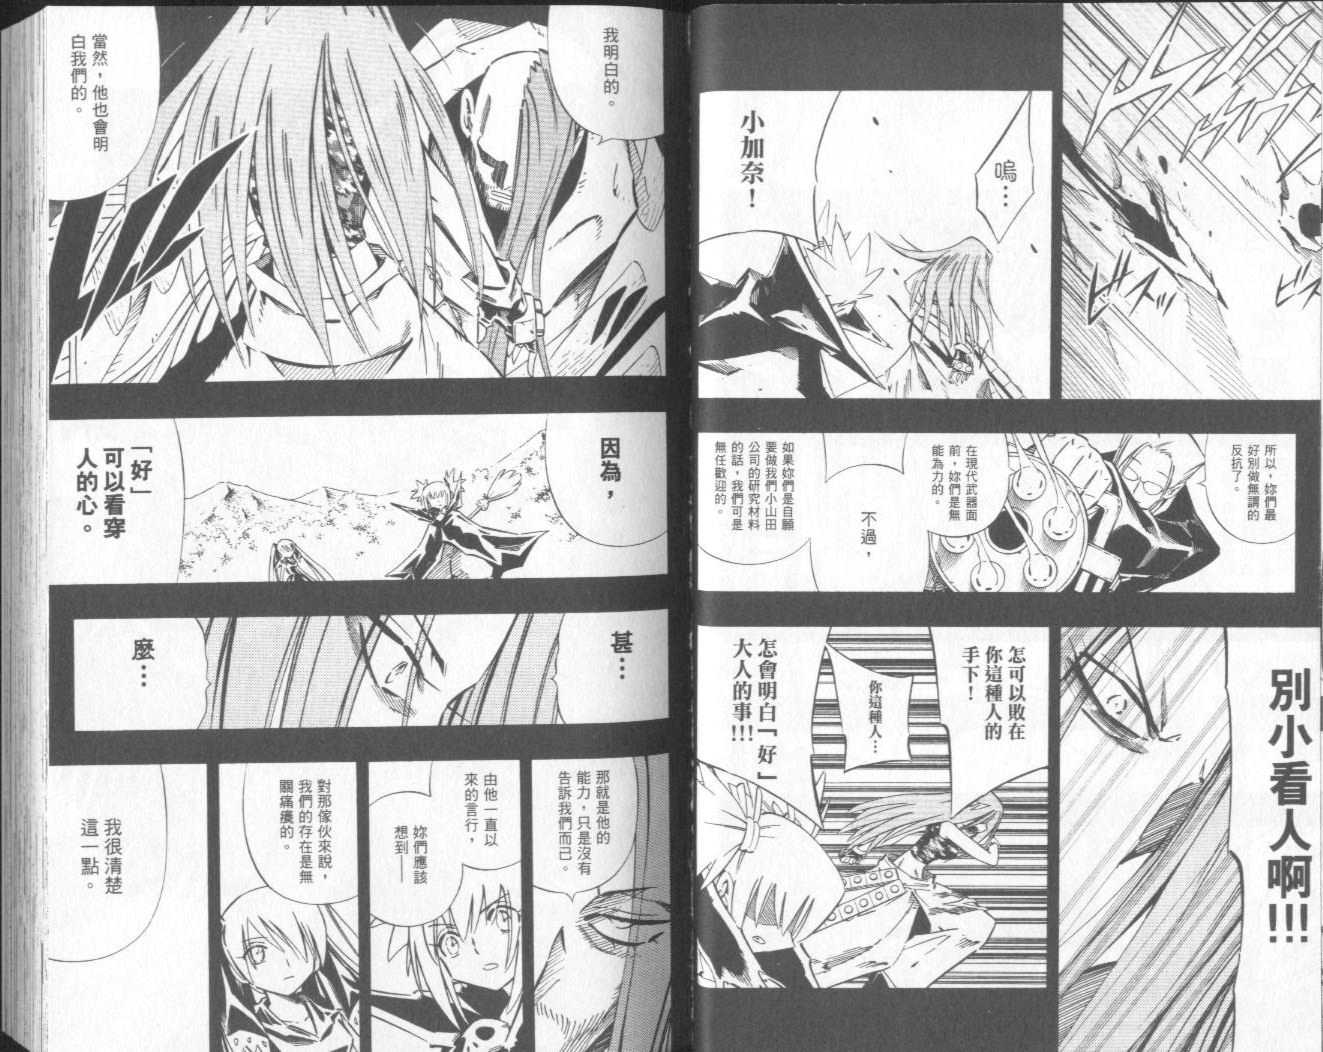 ビシッ
ビシッ
ビシッ
嗚…
小加奈！
所以，妳們最
好別做無謂的
反抗了。
在現代武器面
前，妳們是無
能為力的。
不過，
如果妳們是自願
要做我們小山田
公司的研究材料
的話，我們可是
無任歡迎的。
別小看人啊!!!
怎可以敗在
你這種人的
手下！
你這種人…
怎會明白「好」
大人的事!!!
我明白的。
當然，他也會明
白我們的。
因為，
「好」
可以看穿
人的心。
甚…
麼…
那就是他的
能力，只是沒有
告訴我們而已。
由他一直以
來的言行，
妳們應該
想到——
對那傢伙來說，
我們的存在是無
關痛癢的。
我很清楚
這一點。